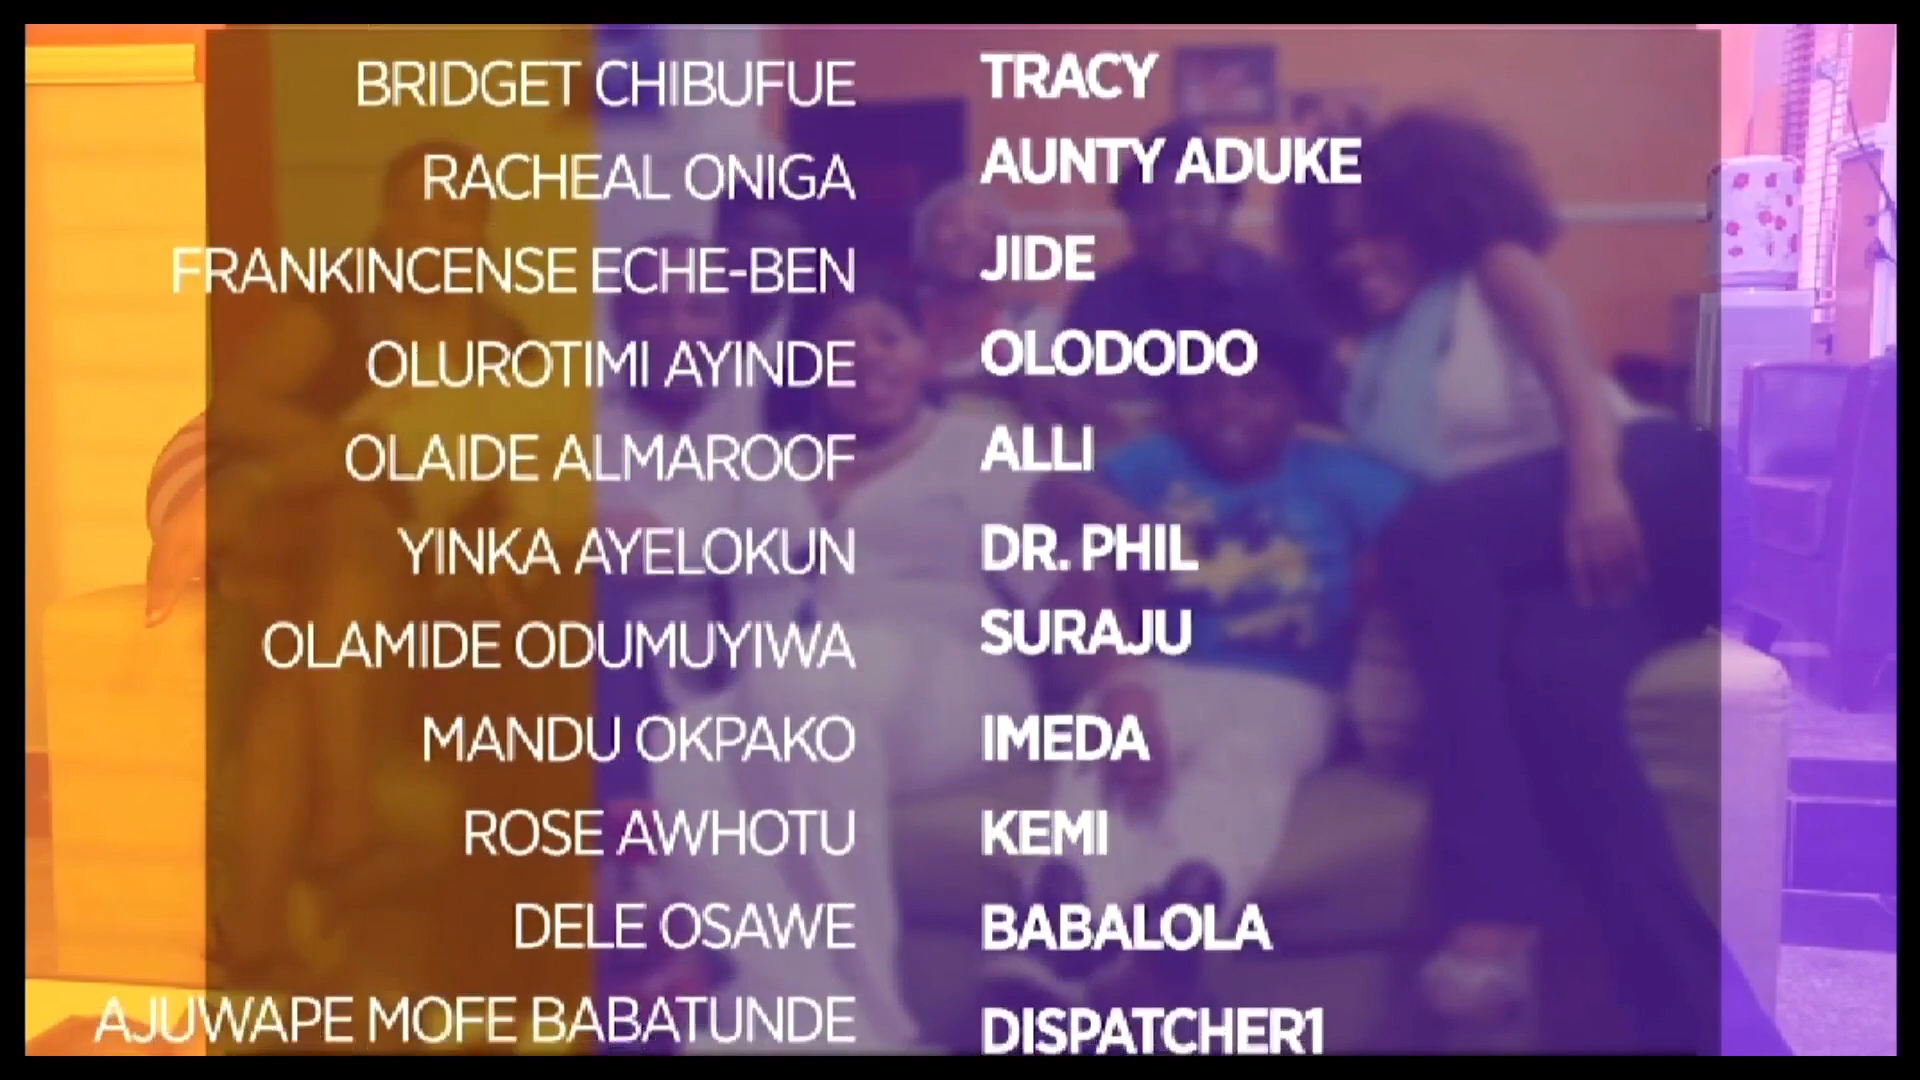 BRIDGET CHIBUFUE TRACY
RACHEAL ONIGA AUNTY ADUKE
FRANKINCENSE ECHE-BEN JIDE
OLUROTIMI AYINDE OLODODO
OLAIDE ALMAROOF ALLI
YINKA AYELOKUN DR. PHIL
OLAMIDE ODUMUYIWA SURAJU
MANDU OKPAKO IMEDA
ROSE AWHOTU KEMI
DELE OSAWE BABALOLA
AJUWAPE MOFE BABATUNDE DISPATCHER1